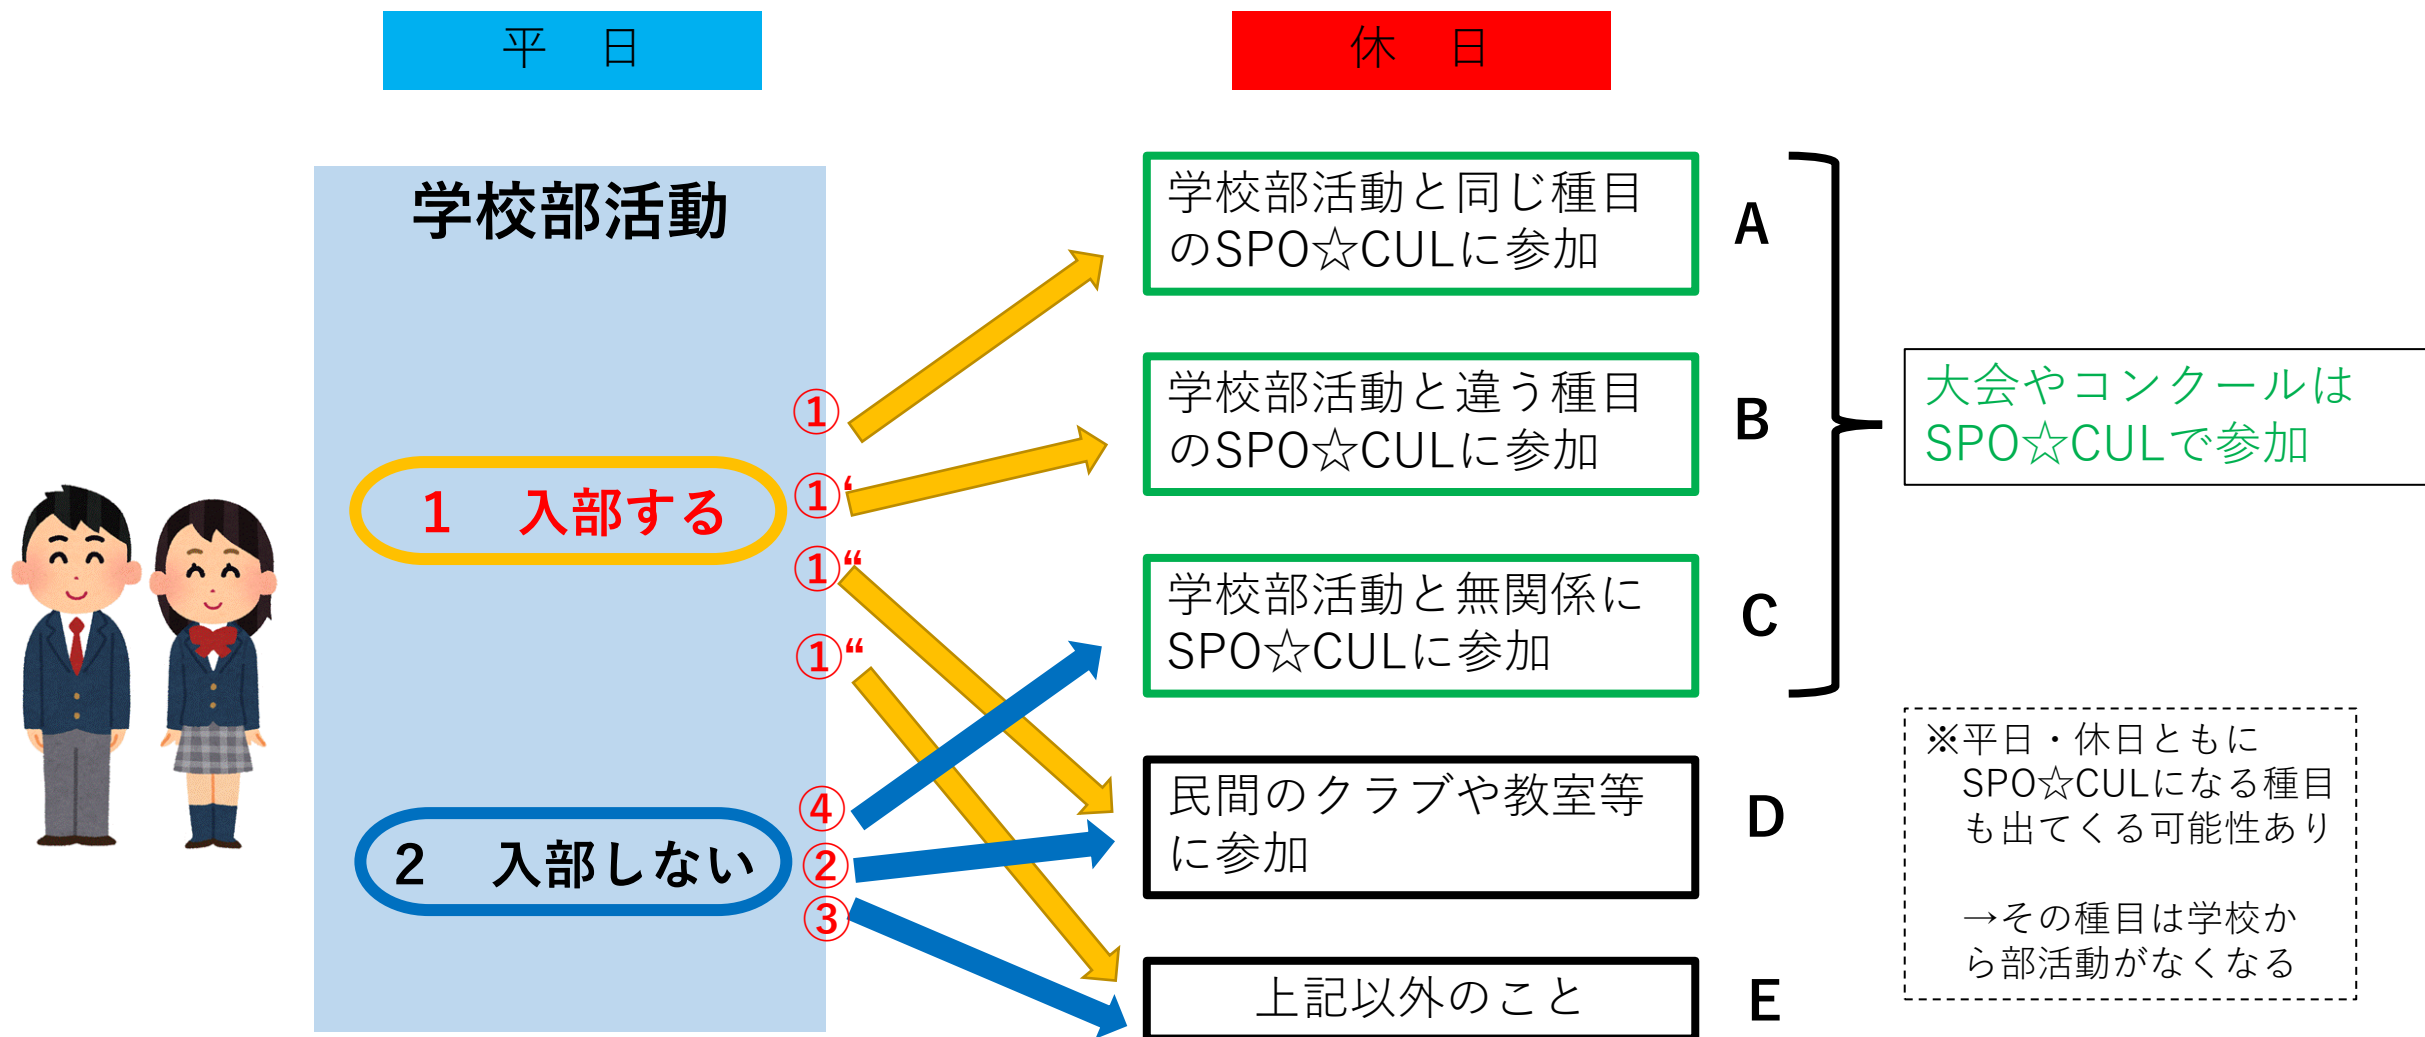 平　日
休　日
学校部活動
学校部活動と同じ種目
のSPO☆CULに参加
A
学校部活動と違う種目
のSPO☆CULに参加
B
大会やコンクールは
SPO☆CULで参加
①
①‘
１　入部する
①“
①“
学校部活動と無関係に
SPO☆CULに参加
C
④
２　入部しない
②
③
民間のクラブや教室等
に参加
D
上記以外のこと
E
※平日・休日ともに
SPO☆CULになる種目
も出てくる可能性あり
→その種目は学校か
ら部活動がなくなる